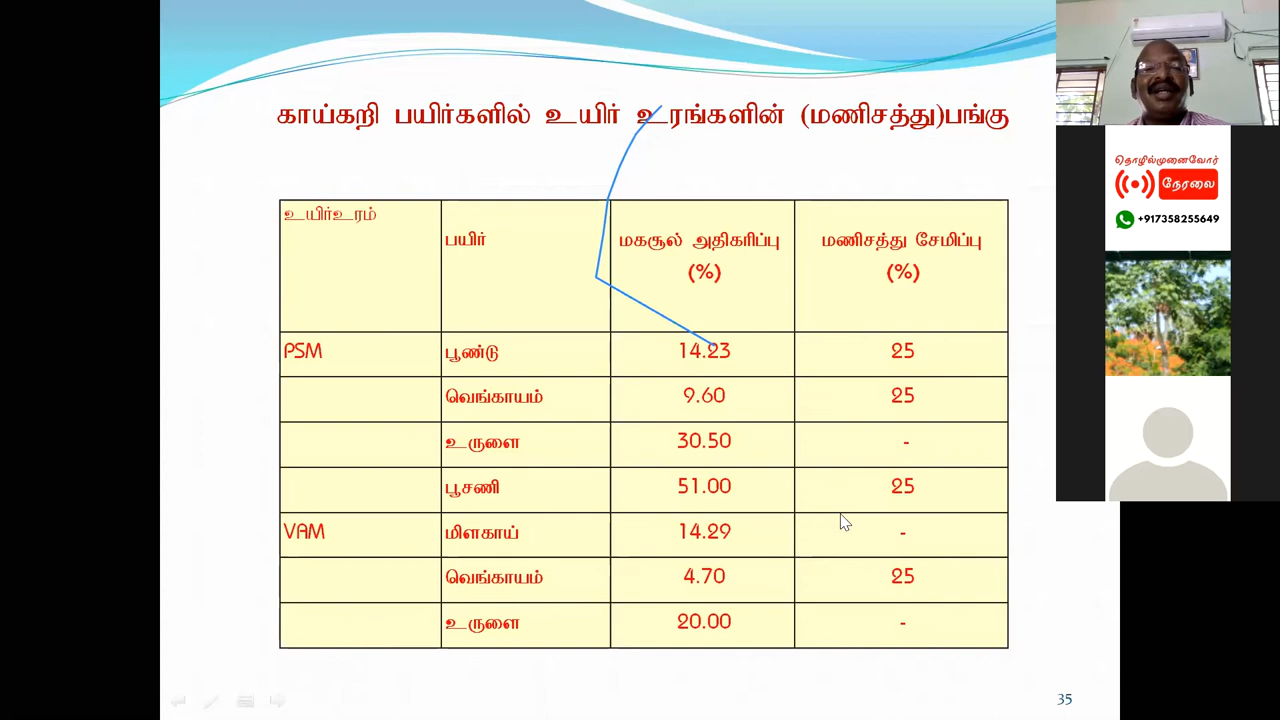 காய்கறி பயிர்களில் உயிர் உரங்களின் (மணிசத்து)பங்கு
உயிர்உரம் பயிர் மகசூல் அதிகரிப்பு (%) மணிசத்து சேமிப்பு (%)
PSM பூண்டு 14.23 25
வெங்காயம் 9.60 25
உருளை 30.50 -
பூசணி 51.00 25
VAM மிளகாய் 14.29 -
வெங்காயம் 4.70 25
உருளை 20.00 -
35
தொழில்முனைவோர்
நேரலை
+917358255649